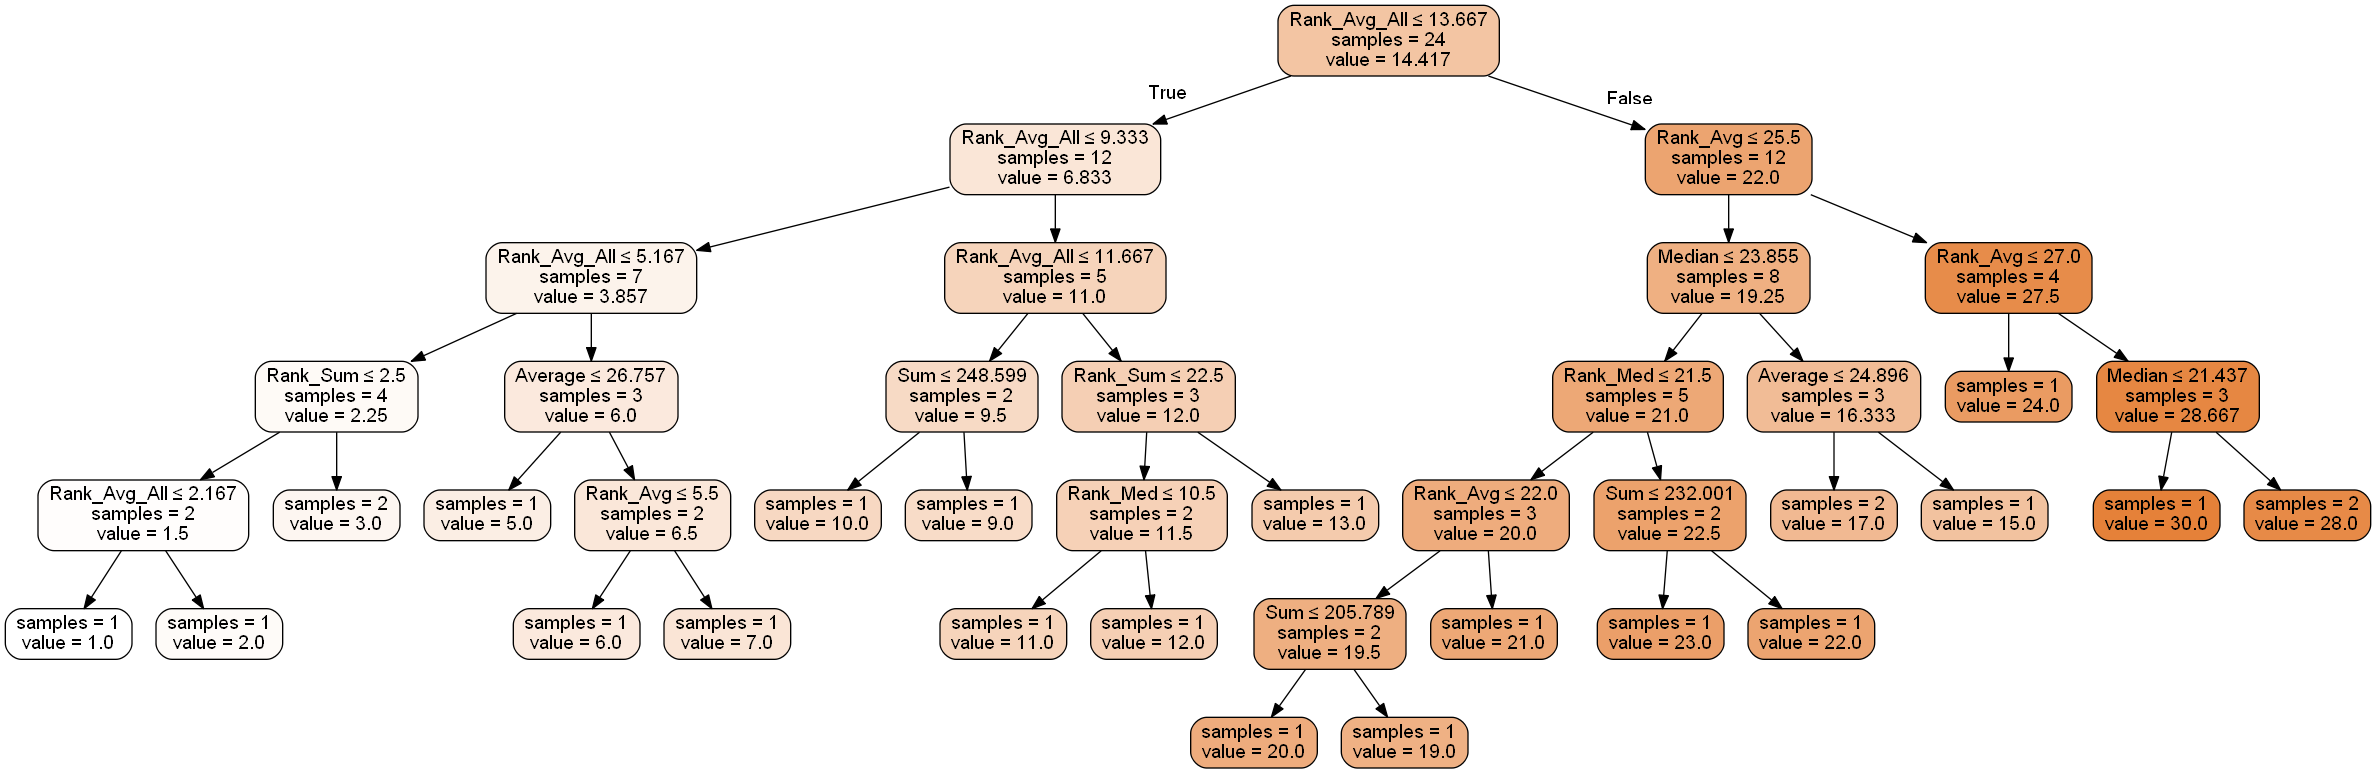 Rank_Avg_All ≤ 13.667
samples = 24
value = 14.417
True
False
Rank_Avg_All ≤ 9.333
samples = 12
value = 6.833
Rank_Avg ≤ 25.5
samples = 12
value = 22.0
Rank_Avg_All ≤ 5.167
samples = 7
value = 3.857
Rank_Avg_All ≤ 11.667
samples = 5
value = 11.0
Median ≤ 23.855
samples = 8
value = 19.25
Rank_Avg ≤ 27.0
samples = 4
value = 27.5
Rank_Sum ≤ 2.5
samples = 4
value = 2.25
Average ≤ 26.757
samples = 3
value = 6.0
Sum ≤ 248.599
samples = 2
value = 9.5
Rank_Sum ≤ 22.5
samples = 3
value = 12.0
Rank_Med ≤ 21.5
samples = 5
value = 21.0
Average ≤ 24.896
samples = 3
value = 16.333
samples = 1
value = 24.0
Median ≤ 21.437
samples = 3
value = 28.667
Rank_Avg_All ≤ 2.167
samples = 2
value = 1.5
samples = 2
value = 3.0
samples = 1
value = 5.0
Rank_Avg ≤ 5.5
samples = 2
value = 6.5
samples = 1
value = 10.0
samples = 1
value = 9.0
Rank_Med ≤ 10.5
samples = 2
value = 11.5
samples = 1
value = 13.0
Rank_Avg ≤ 22.0
samples = 3
value = 20.0
Sum ≤ 232.001
samples = 2
value = 22.5
samples = 2
value = 17.0
samples = 1
value = 15.0
samples = 1
value = 30.0
samples = 2
value = 28.0
samples = 1
value = 1.0
samples = 1
value = 2.0
samples = 1
value = 6.0
samples = 1
value = 7.0
samples = 1
value = 11.0
samples = 1
value = 12.0
Sum ≤ 205.789
samples = 2
value = 19.5
samples = 1
value = 21.0
samples = 1
value = 23.0
samples = 1
value = 22.0
samples = 1
value = 20.0
samples = 1
value = 19.0